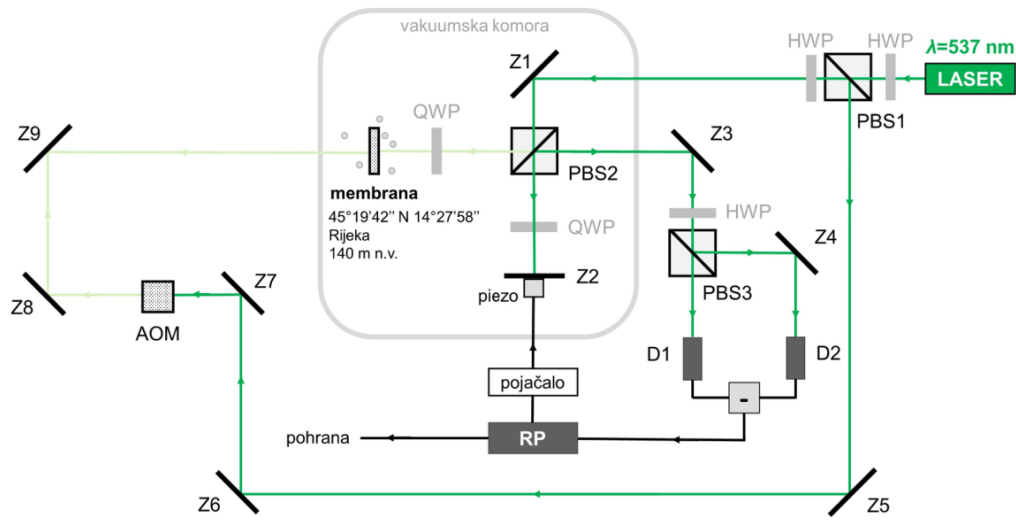 vakuumska komora
HWP
HWP
λ=537 nm
LASER
PBS1
Z1
Z9
QWP
Z3
PBS2
membrana
45°19'42'' N 14°27'58''
Rijeka
140 m n.v.
QWP
HWP
Z4
Z2
piezo
PBS3
Z7
Z8
AOM
D1
D2
pojačalo
-
pohrana
RP
Z6
Z5